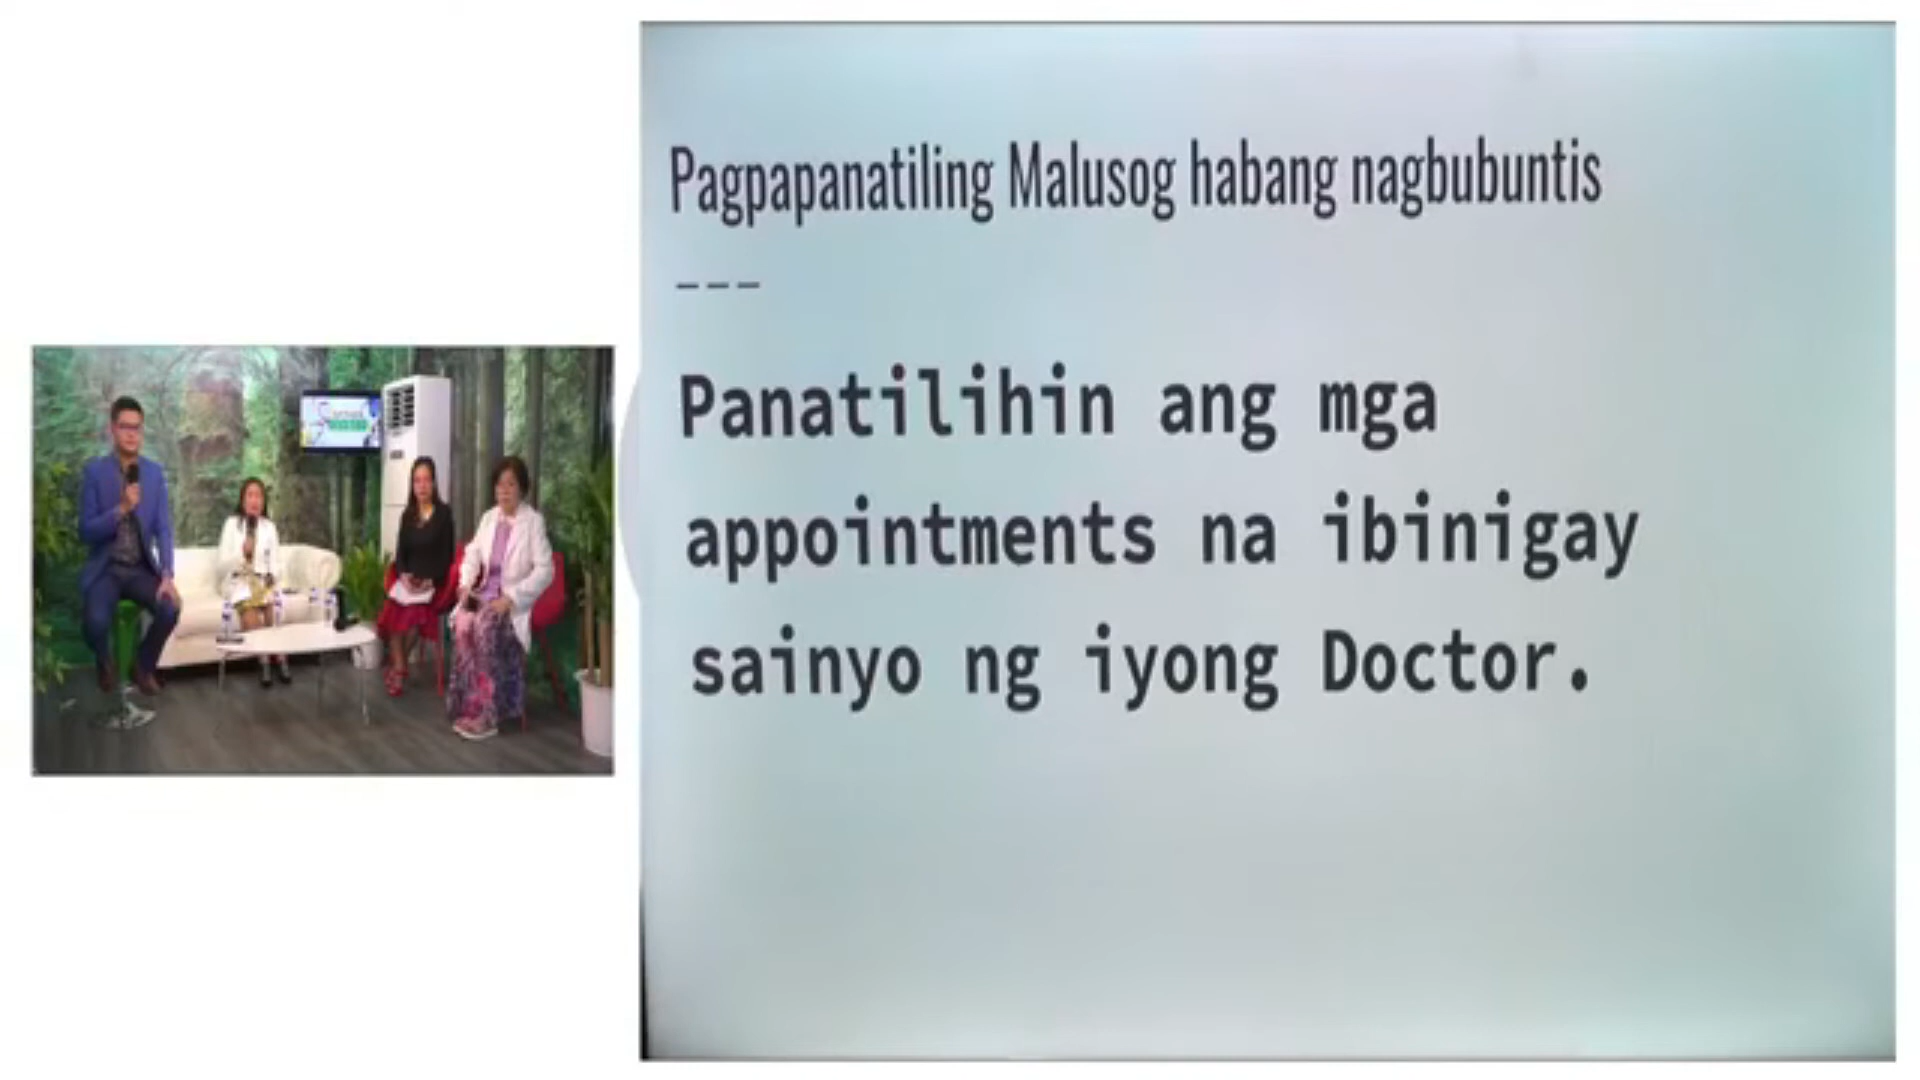 Pagpapanatiling Malusog habang nagbubuntis
---
Panatilihin ang mga
appointments na ibinigay
sainyo ng iyong Doctor.